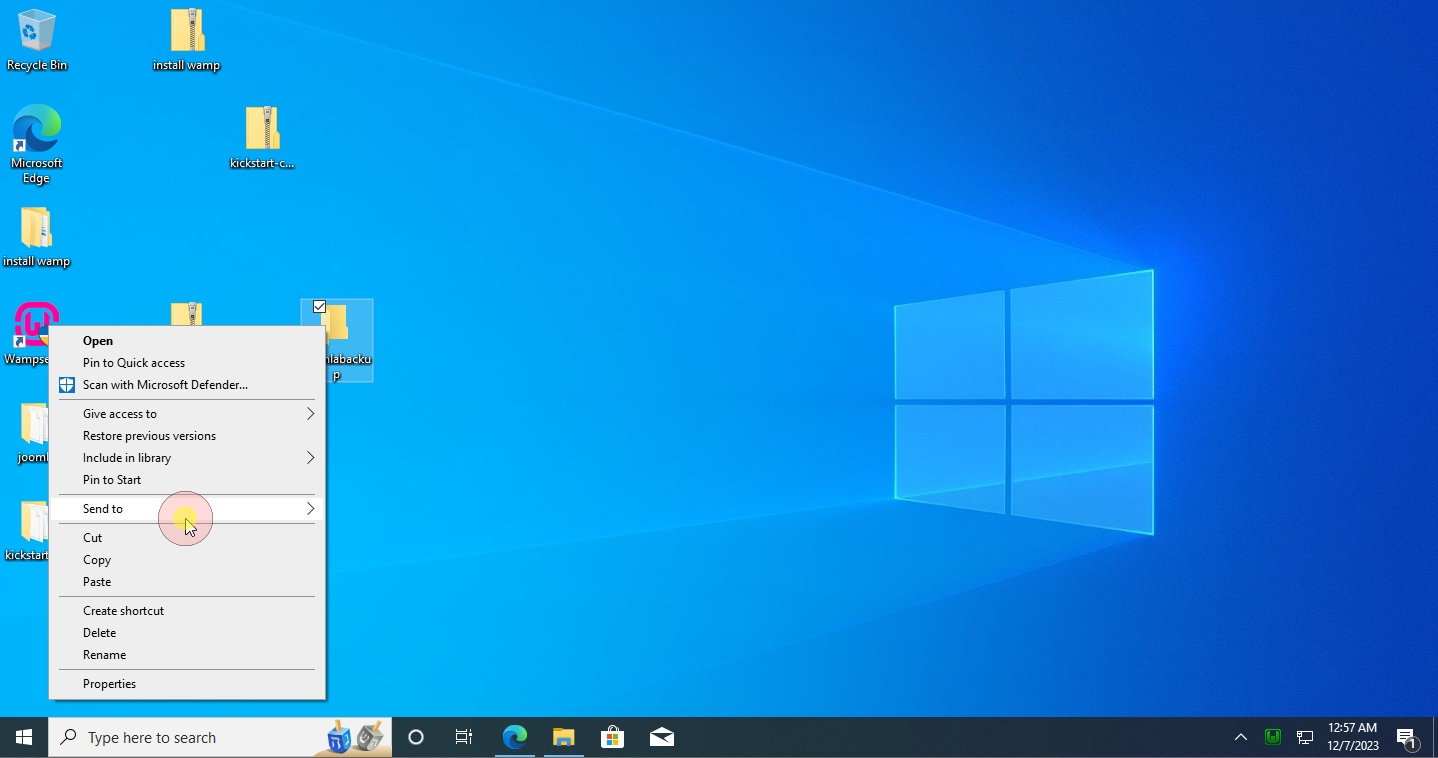 Recycle Bin
install wamp
Microsoft
Edge
kickstart-c...
install wamp
Wampse
labacku
p
Open
Pin to Quick access
Scan with Microsoft Defender...
Give access to
Restore previous versions
Include in library
Pin to Start
Send to
Cut
Copy
Paste
Create shortcut
Delete
Rename
Properties
jooml
kickstart
Type here to search
12:57 AM
12/7/2023
1